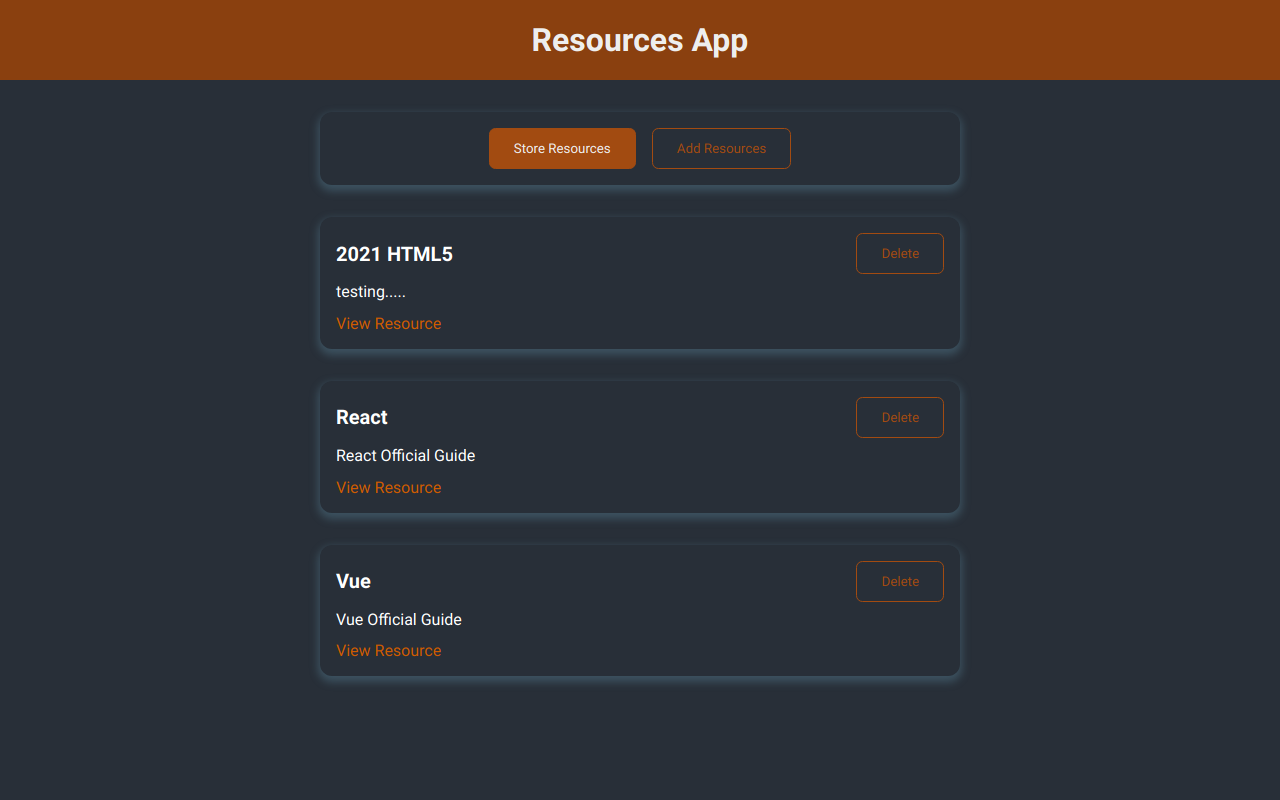 Resources App
Store Resources
Add Resources
2021 HTML5
Delete
testing.....
View Resource
React
Delete
React Official Guide
View Resource
Vue
Delete
Vue Official Guide
View Resource